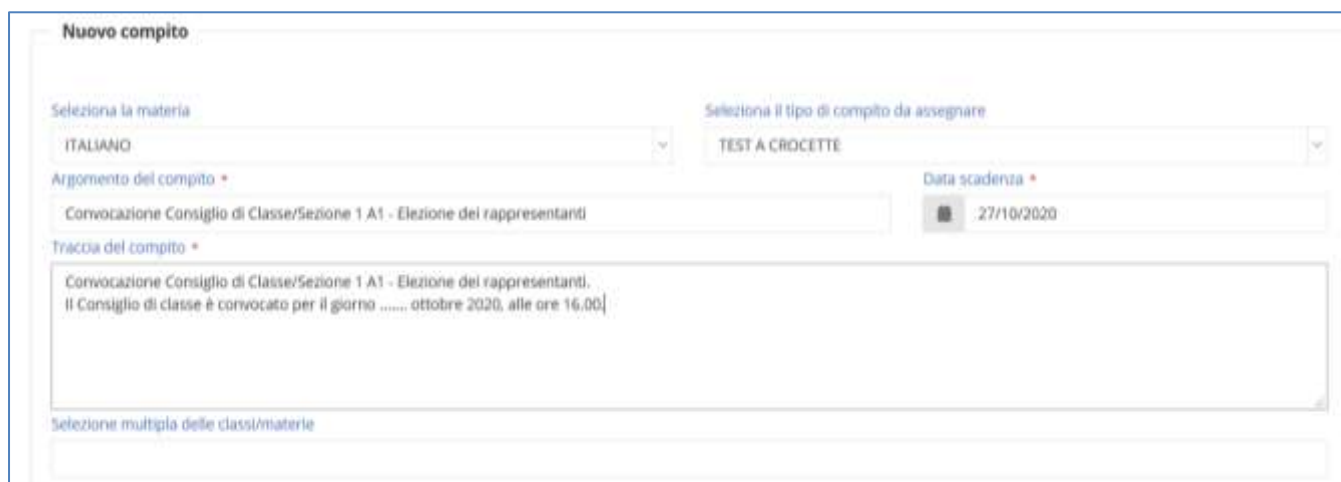 Nuovo compito
Seleziona la materia
Seleziona il tipo di compito da assegnare
ITALIANO
TEST A CROCETTE
Argomento del compito *
Data scadenza *
Convocazione Consiglio di Classe/Sezione 1 A1 - Elezione dei rappresentanti
27/10/2020
Traccia del compito *
Convocazione Consiglio di Classe/Sezione 1 A1 - Elezione dei rappresentanti.
Il Consiglio di classe è convocato per il giorno ....... ottobre 2020, alle ore 16.00.
Selezione multipla delle classi/materie